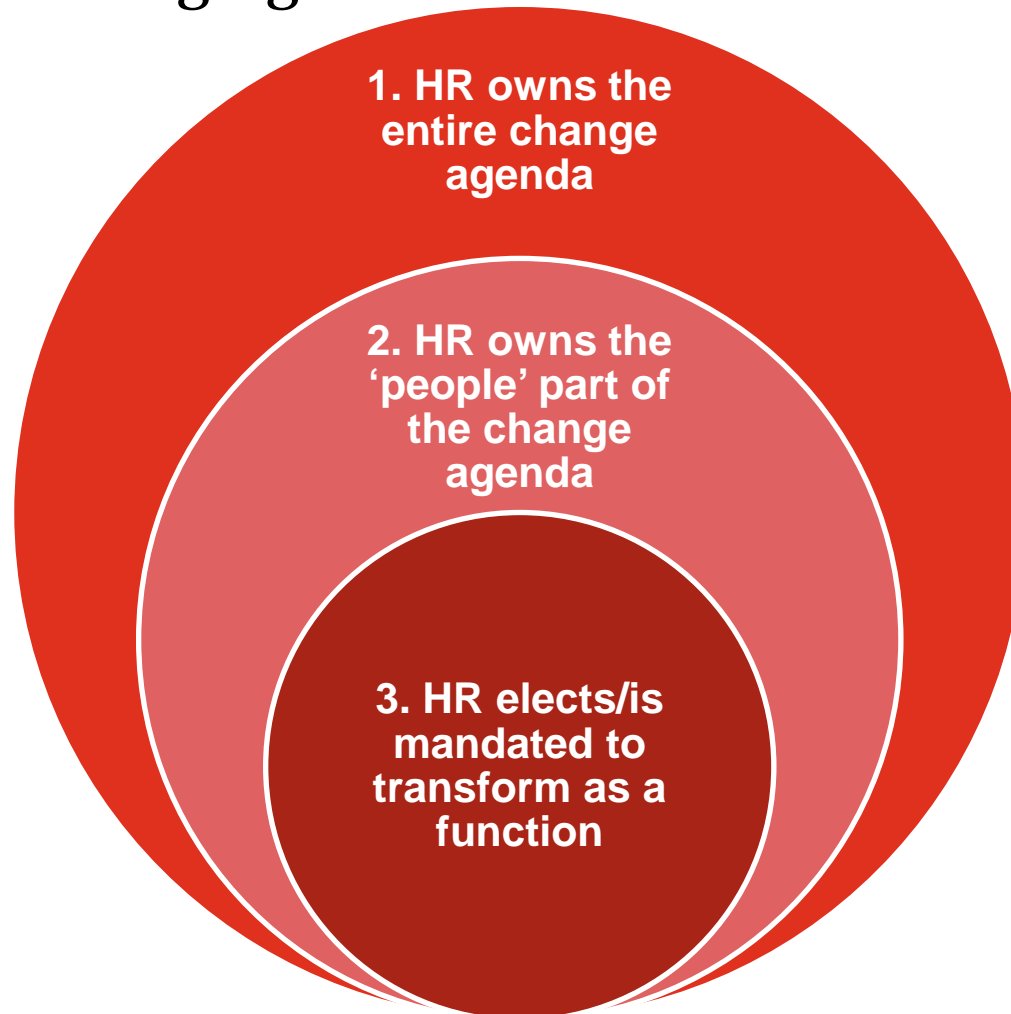 1. HR owns the
entire change
agenda
2. HR owns the
‘people’ part of
the change
agenda
3. HR elects/is
mandated to
transform as a
function